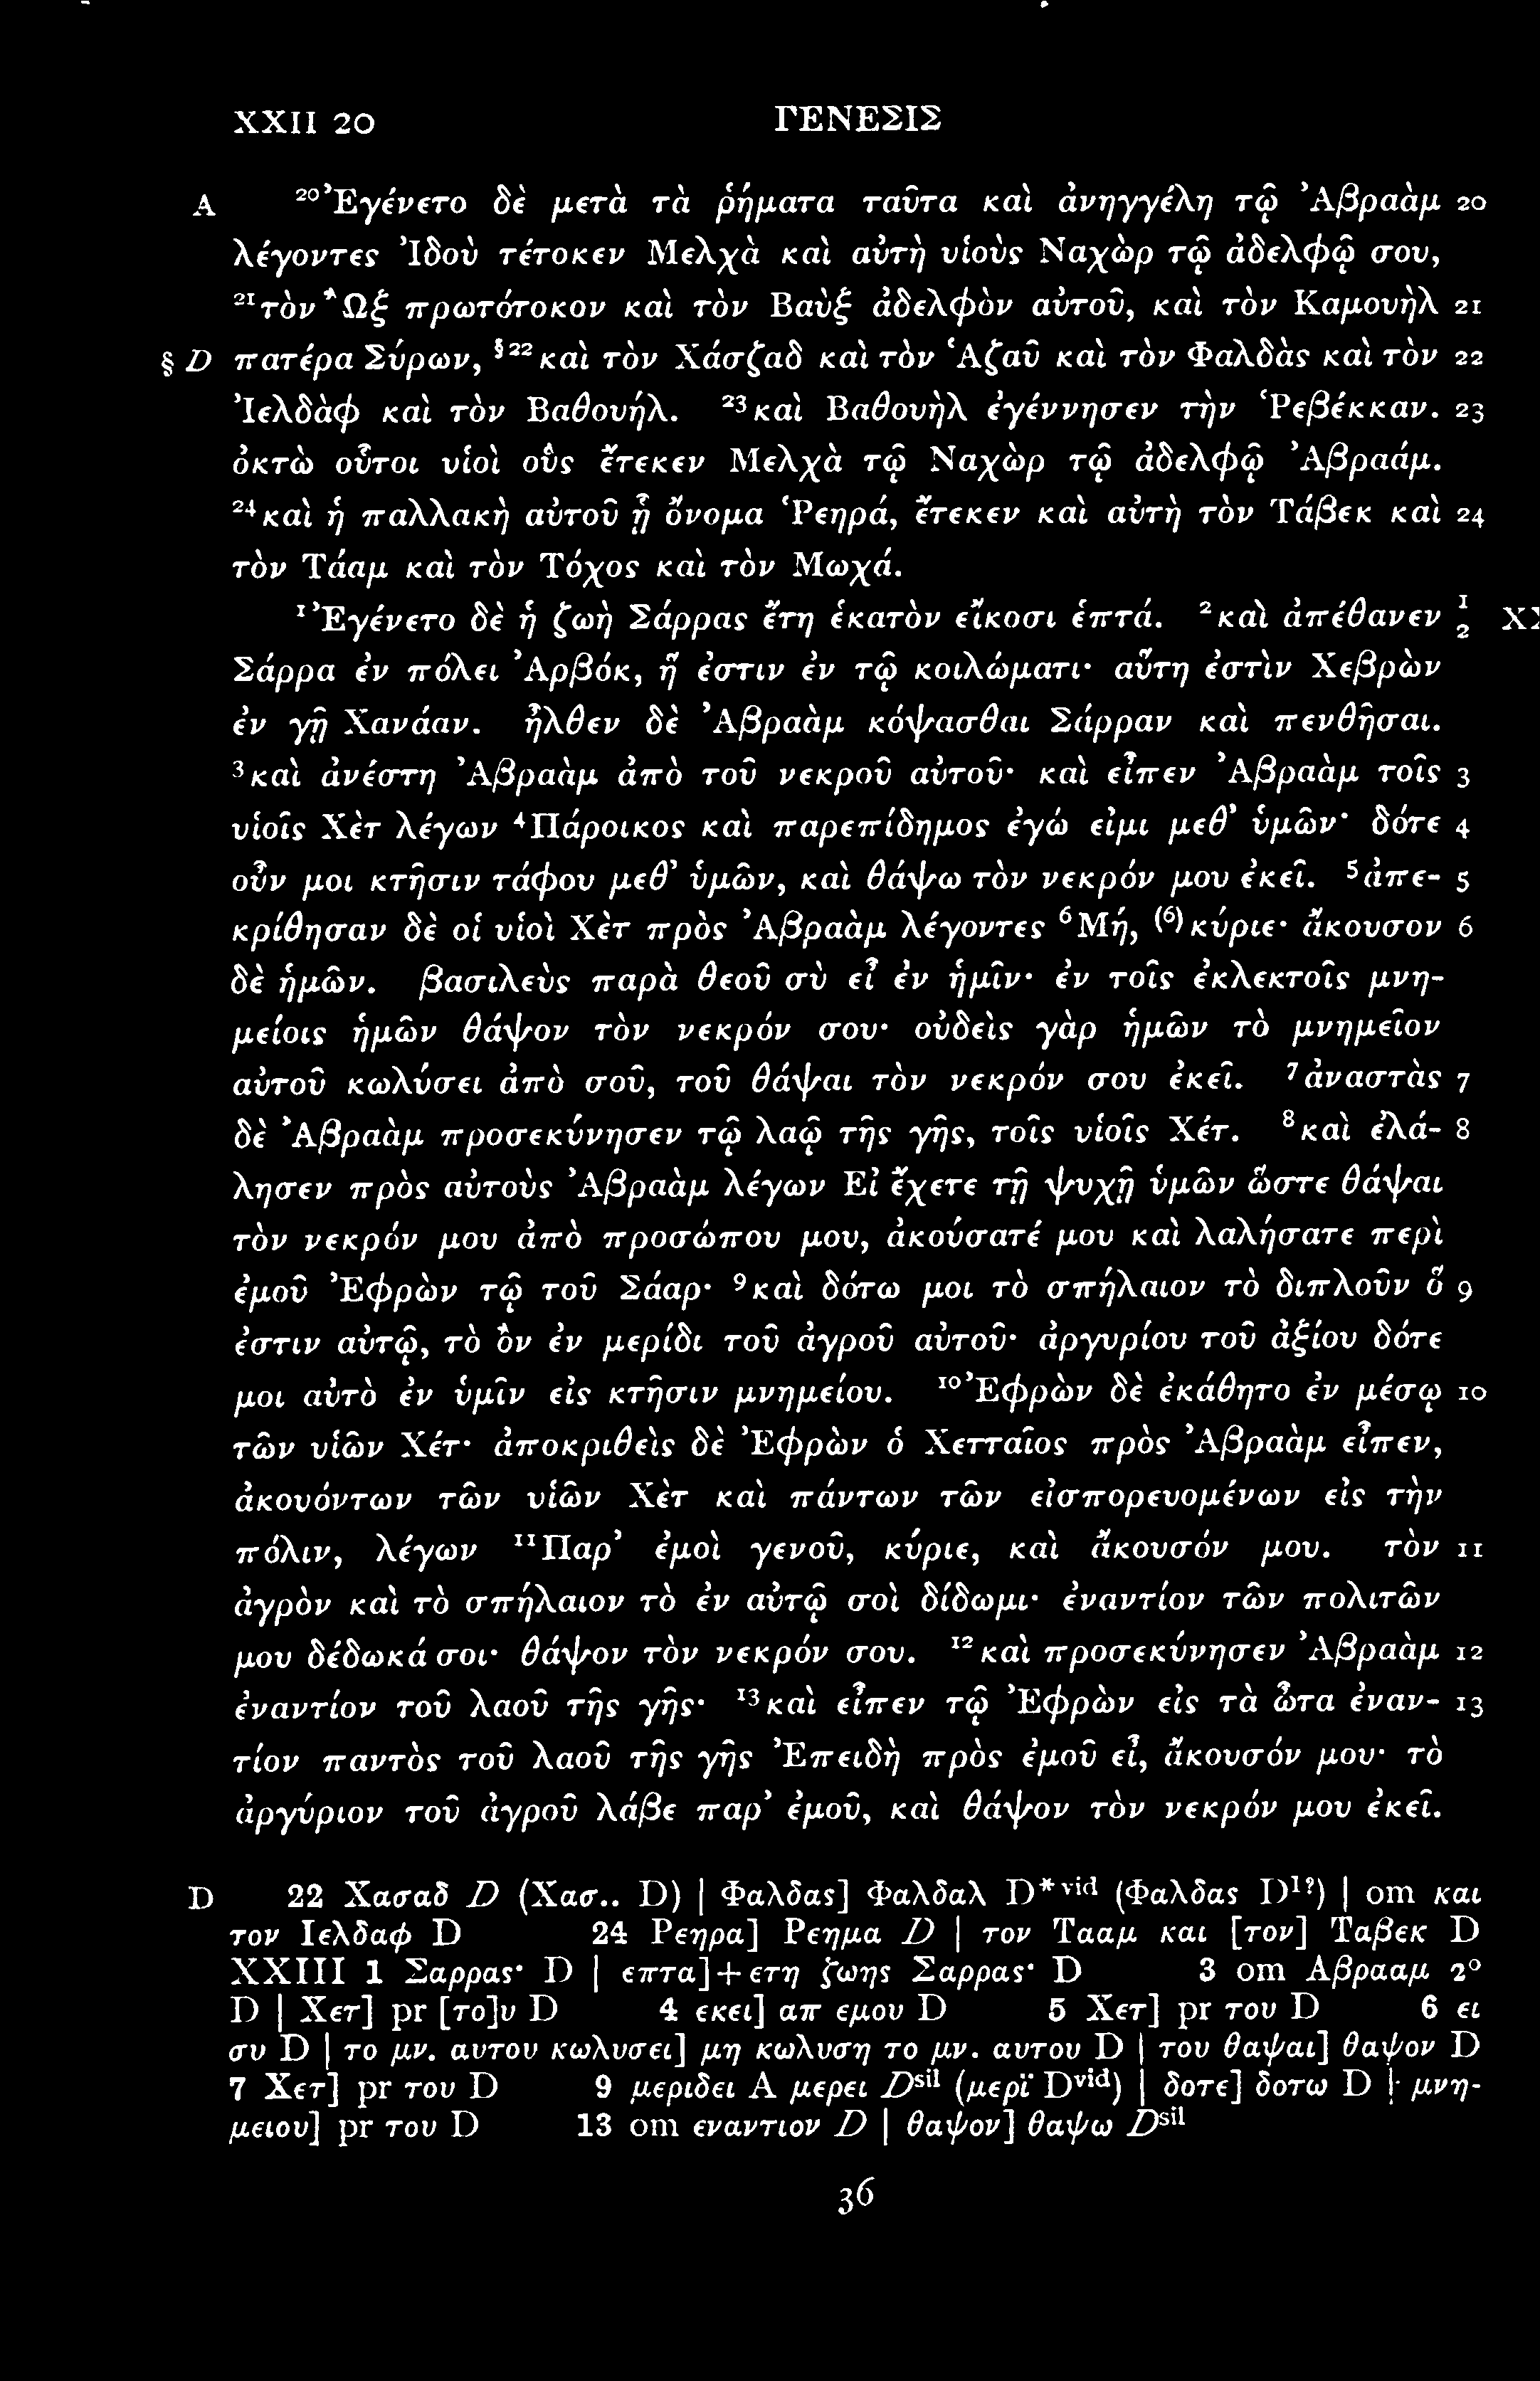 XXII 20 ΓΕΝΕΣΙΣ
A ²⁰Ἐγένετο δὲ μετὰ τὰ ῥήματα ταῦτα καὶ ἀνηγγέλη τῷ Ἀβραὰμ 20
λέγοντες Ἰδοὺ τέτοκεν Μελχὰ καὶ αὐτὴ υἱοὺς Ναχὼρ τῷ ἀδελφῷ σου,
²¹τὸν Ὢξ πρωτότοκον καὶ τὸν Βαὺξ ἀδελφὸν αὐτοῦ, καὶ τὸν Καμουὴλ 21
§ D πατέρα Σύρων, §²²καὶ τὸν Χάσζαδ καὶ τὸν Ἁζαῦ καὶ τὸν Φαλδὰς καὶ τὸν 22
Ἰελδὰφ καὶ τὸν Βαθουήλ. ²³καὶ Βαθουὴλ ἐγέννησεν τὴν Ῥεβέκκαν. 23
ὀκτὼ οὗτοι υἱοὶ οὓς ἔτεκεν Μελχὰ τῷ Ναχὼρ τῷ ἀδελφῷ Ἀβραάμ.
²⁴καὶ ἡ παλλακὴ αὐτοῦ ᾗ ὄνομα Ῥεηρά, ἔτεκεν καὶ αὐτὴ τὸν Τάβεκ καὶ 24
τὸν Τάαμ καὶ τὸν Τόχος καὶ τὸν Μωχά.
¹Ἐγένετο δὲ ἡ ζωὴ Σάρρας ἔτη ἑκατὸν εἴκοσι ἑπτά. ²καὶ ἀπέθανεν 1 2
Σάρρα ἐν πόλει Ἀρβόκ, ἥ ἐστιν ἐν τῷ κοιλώματι· αὕτη ἐστὶν Χεβρὼν
ἐν γῇ Χανάαν. ἦλθεν δὲ Ἀβραὰμ κόψασθαι Σάρραν καὶ πενθῆσαι.
³καὶ ἀνέστη Ἀβραὰμ ἀπὸ τοῦ νεκροῦ αὐτοῦ· καὶ εἶπεν Ἀβραὰμ τοῖς 3
υἱοῖς Χὲτ λέγων ⁴Πάροικος καὶ παρεπίδημος ἐγώ εἰμι μεθ’ ὑμῶν· δότε 4
οὖν μοι κτῆσιν τάφου μεθ’ ὑμῶν, καὶ θάψω τὸν νεκρόν μου ἐκεῖ. ⁵ἀπε- 5
κρίθησαν δὲ οἱ υἱοὶ Χὲτ πρὸς Ἀβραὰμ λέγοντες ⁶Μή, ⁽⁶⁾κύριε· ἄκουσον 6
δὲ ἡμῶν. βασιλεὺς παρὰ θεοῦ σὺ εἶ ἐν ἡμῖν· ἐν τοῖς ἐκλεκτοῖς μνη-
μείοις ἡμῶν θάψον τὸν νεκρόν σου· οὐδεὶς γὰρ ἡμῶν τὸ μνημεῖον
αὐτοῦ κωλύσει ἀπὸ σοῦ, τοῦ θάψαι τὸν νεκρόν σου ἐκεῖ. ⁷ἀναστὰς 7
δὲ Ἀβραὰμ προσεκύνησεν τῷ λαῷ τῆς γῆς, τοῖς υἱοῖς Χέτ. ⁸καὶ ἐλά- 8
λησεν πρὸς αὐτοὺς Ἀβραὰμ λέγων Εἰ ἔχετε τῇ ψυχῇ ὑμῶν ὥστε θάψαι
τὸν νεκρόν μου ἀπὸ προσώπου μου, ἀκούσατέ μου καὶ λαλήσατε περὶ
ἐμοῦ Ἐφρὼν τῷ τοῦ Σάαρ· ⁹καὶ δότω μοι τὸ σπήλαιον τὸ διπλοῦν ὅ 9
ἐστιν αὐτῷ, τὸ ὂν ἐν μερίδι τοῦ ἀγροῦ αὐτοῦ· ἀργυρίου τοῦ ἀξίου δότε
μοι αὐτὸ ἐν ὑμῖν εἰς κτῆσιν μνημείου. ¹⁰Ἐφρὼν δὲ ἐκάθητο ἐν μέσῳ 10
τῶν υἱῶν Χέτ· ἀποκριθεὶς δὲ Ἐφρὼν ὁ Χετταῖος πρὸς Ἀβραὰμ εἶπεν,
ἀκουόντων τῶν υἱῶν Χὲτ καὶ πάντων τῶν εἰσπορευομένων εἰς τὴν
πόλιν, λέγων ¹¹Παρ’ ἐμοὶ γενοῦ, κύριε, καὶ ἄκουσόν μου. τὸν 11
ἀγρὸν καὶ τὸ σπήλαιον τὸ ἐν αὐτῷ σοὶ δίδωμι· ἐναντίον τῶν πολιτῶν
μου δέδωκά σοι· θάψον τὸν νεκρόν σου. ¹²καὶ προσεκύνησεν Ἀβραὰμ 12
ἐναντίον τοῦ λαοῦ τῆς γῆς· ¹³καὶ εἶπεν τῷ Ἐφρὼν εἰς τὰ ὦτα ἐναν- 13
τίον παντὸς τοῦ λαοῦ τῆς γῆς Ἐπειδὴ πρὸς ἐμοῦ εἶ, ἄκουσόν μου· τὸ
ἀργύριον τοῦ ἀγροῦ λάβε παρ’ ἐμοῦ, καὶ θάψον τὸν νεκρόν μου ἐκεῖ.
D 22 Χασαδ D (Χασ.. D) | Φαλδας] Φαλδαλ D*ᵛⁱᵈ (Φαλδας D¹ˀ) | om και
τον Ιελδαφ D 24 Ρεηρα] Ρεημα D | τον Τααμ και [τον] Ταβεκ D
XXIII 1 Σαρρας· D | επτα]+ετη ζωης Σαρρας· D 3 om Αβρααμ 2°
D | Χετ] pr [το]υ D 4 εκει] απ εμου D 5 Χετ] pr του D 6 ει
συ D | το μν. αυτου κωλυσει] μη κωλυση το μν. αυτου D | του θαψαι] θαψον D
7 Χετ] pr του D 9 μεριδει A μερει Dˢⁱˡ (μερϊ Dᵛⁱᵈ) | δοτε] δοτω D | μνη-
μειου] pr του D 13 om εναντιον D | θαψον] θαψω Dˢⁱˡ
36